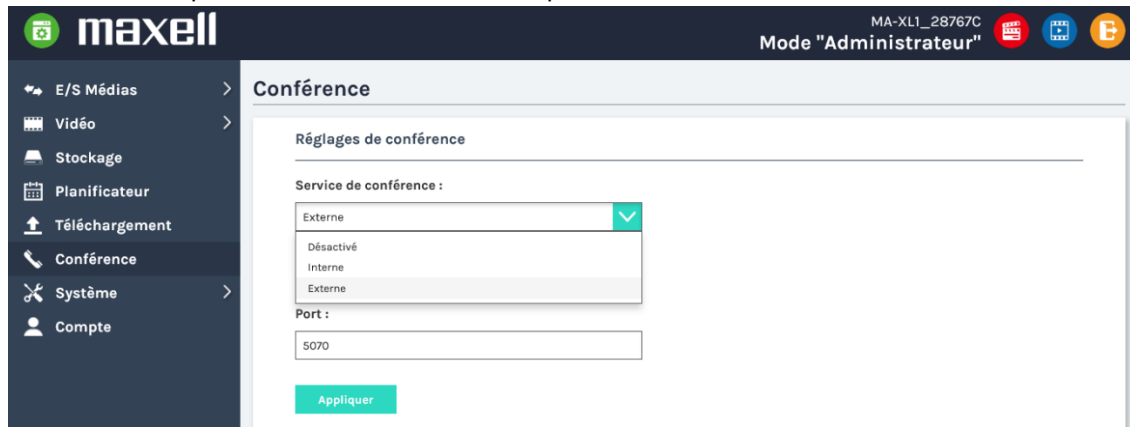 maxell
MA-XL1_28767C
Mode "Administrateur"
E/S Médias
Vidéo
Stockage
Planificateur
Téléchargement
Conférence
Système
Compte
Conférence
Réglages de conférence
Service de conférence :
Externe
Désactivé
Interne
Externe
Port :
5070
Appliquer